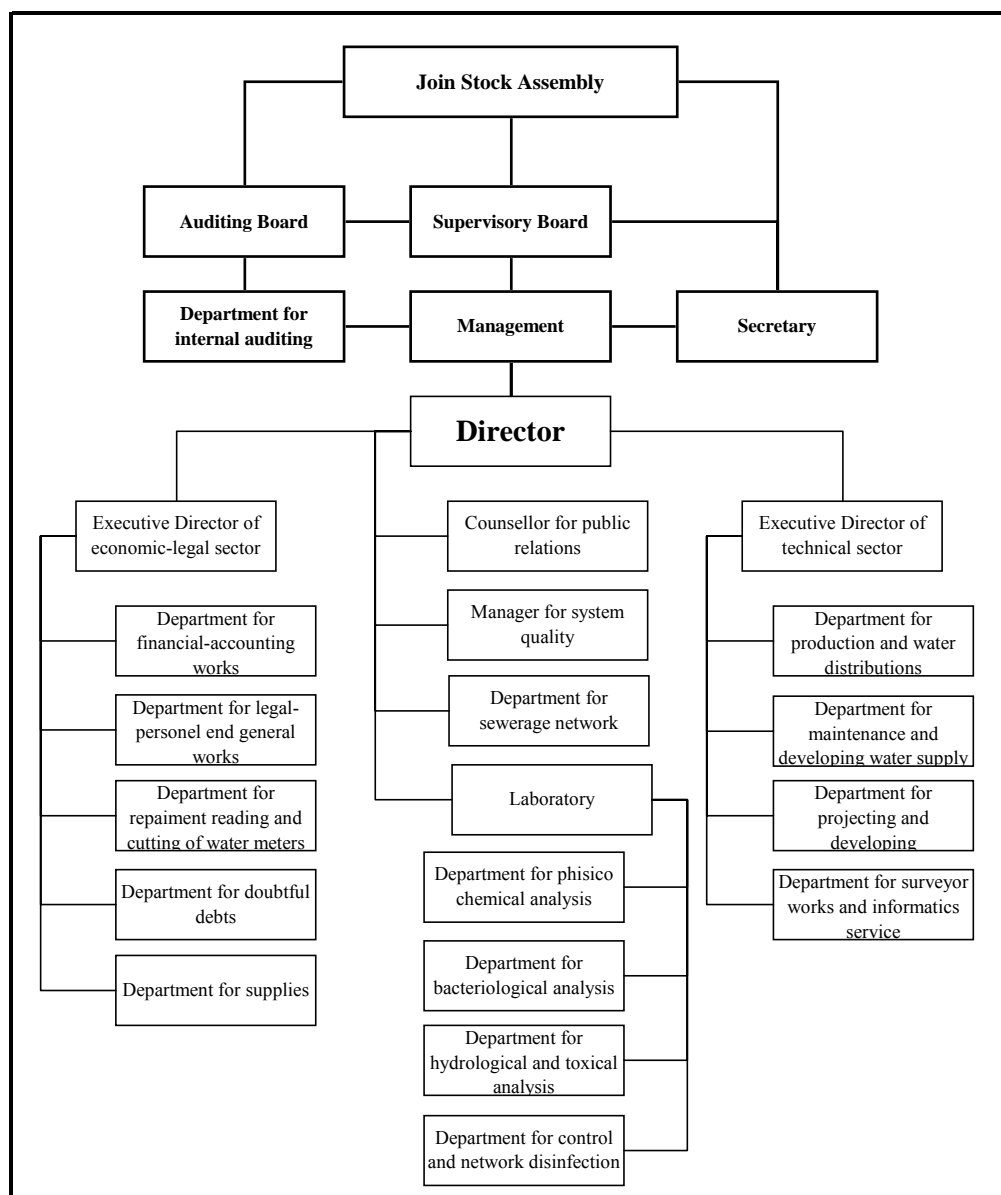 Join Stock Assembly
Auditing Board
Supervisory Board
Department for
internal auditing
Management
Secretary
Director
Executive Director of
economic-legal sector
Counsellor for public
relations
Executive Director of
technical sector
Department for
financial-accounting
works
Manager for system
quality
Department for
production and water
distributions
Department for legal-
personel end general
works
Department for
sewerage network
Department for
maintenance and
developing water supply
Department for
repaiment reading and
cutting of water meters
Laboratory
Department for
projecting and
developing
Department for doubtful
debts
Department for phisico
chemical analysis
Department for surveyor
works and informatics
service
Department for supplies
Department for
bacteriological analysis
Department for
hydrological and toxical
analysis
Department for control
and network disinfection